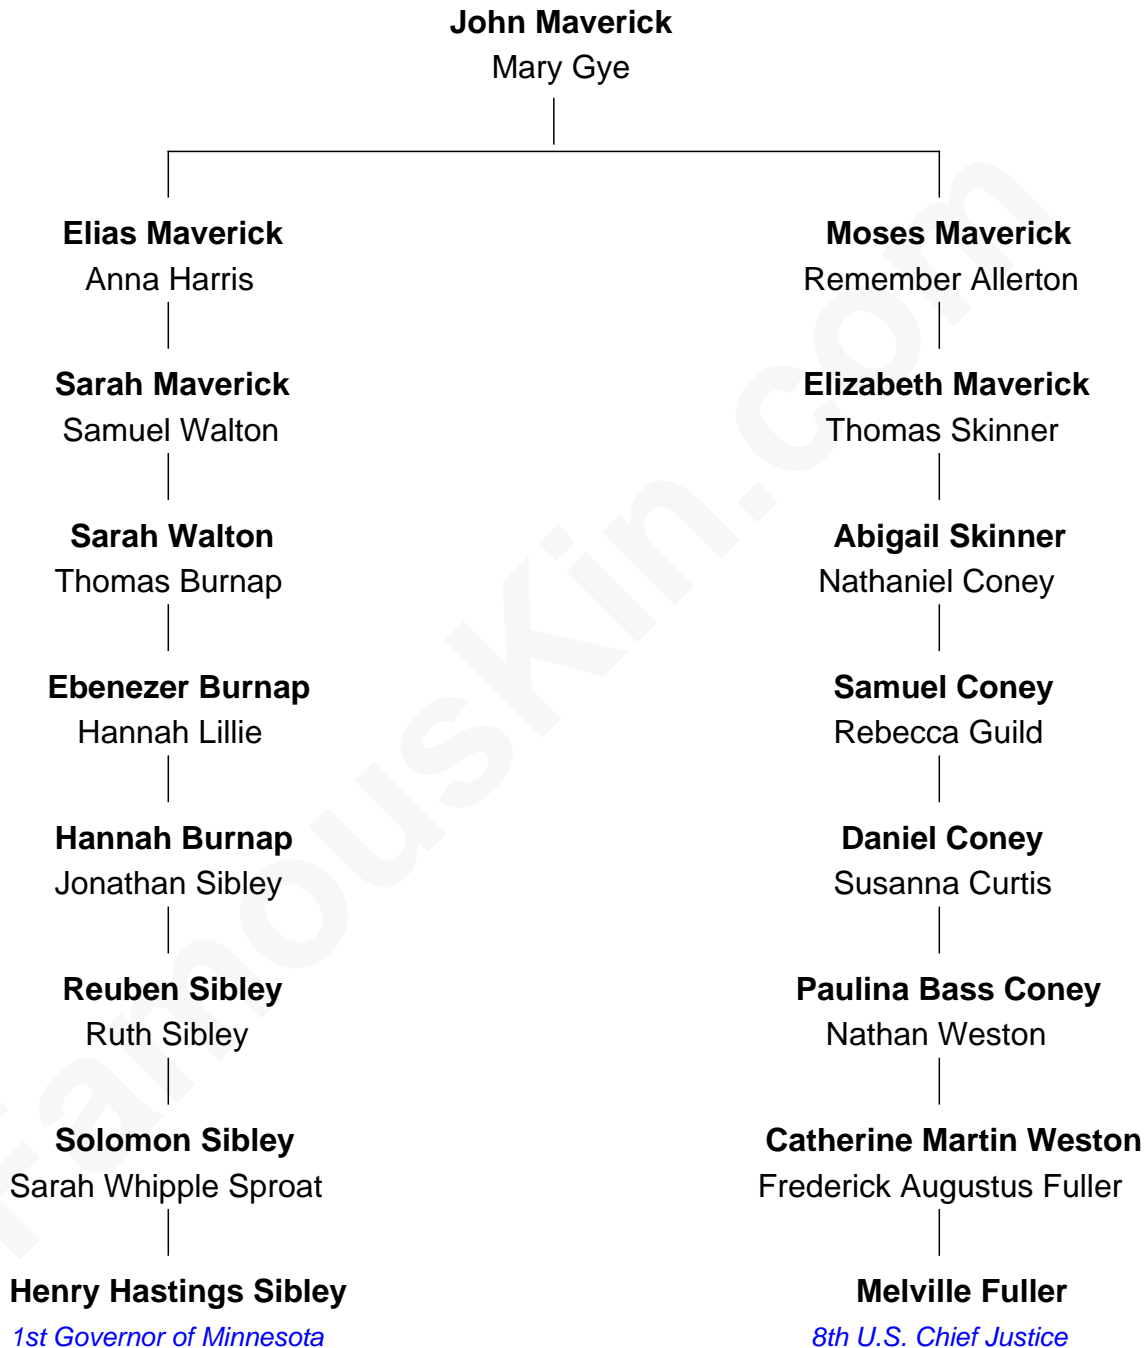 John Maverick
Mary Gye
Elias Maverick
Anna Harris
Moses Maverick
Remember Allerton
Sarah Maverick
Samuel Walton
Elizabeth Maverick
Thomas Skinner
Sarah Walton
Thomas Burnap
Abigail Skinner
Nathaniel Coney
Ebenezer Burnap
Hannah Lillie
Samuel Coney
Rebecca Guild
Hannah Burnap
Jonathan Sibley
Daniel Coney
Susanna Curtis
Reuben Sibley
Ruth Sibley
Paulina Bass Coney
Nathan Weston
Solomon Sibley
Sarah Whipple Sproat
Catherine Martin Weston
Frederick Augustus Fuller
Henry Hastings Sibley
1st Governor of Minnesota
Melville Fuller
8th U.S. Chief Justice
FamousKin.com